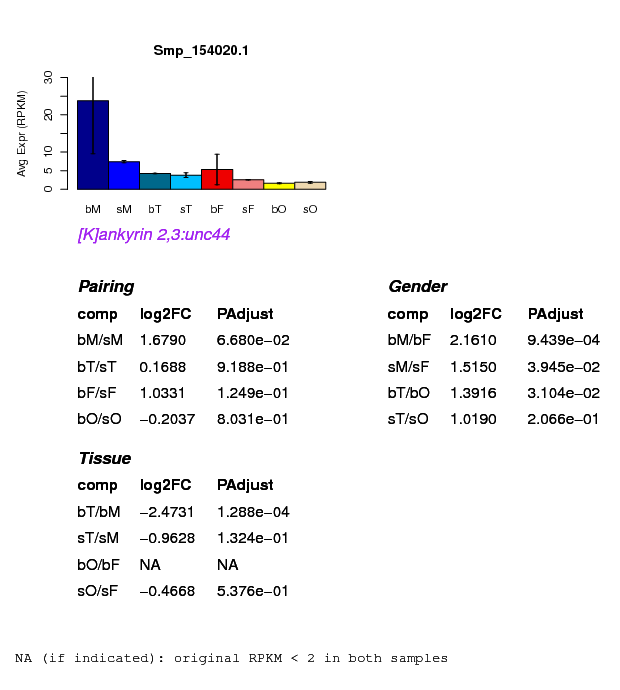 Smp_154020.1
Avg Expr (RPKM)
30
20
10
5
0
bM sM bT sT bF sF bO sO
[K]ankyrin 2,3:unc44
Pairing
comp log2FC PAdjust
bM/sM 1.6790 6.680e−02
bT/sT 0.1688 9.188e−01
bF/sF 1.0331 1.249e−01
bO/sO −0.2037 8.031e−01
Gender
comp log2FC PAdjust
bM/bF 2.1610 9.439e−04
sM/sF 1.5150 3.945e−02
bT/bO 1.3916 3.104e−02
sT/sO 1.0190 2.066e−01
Tissue
comp log2FC PAdjust
bT/bM −2.4731 1.288e−04
sT/sM −0.9628 1.324e−01
bO/bF NA NA
sO/sF −0.4668 5.376e−01
NA (if indicated): original RPKM < 2 in both samples